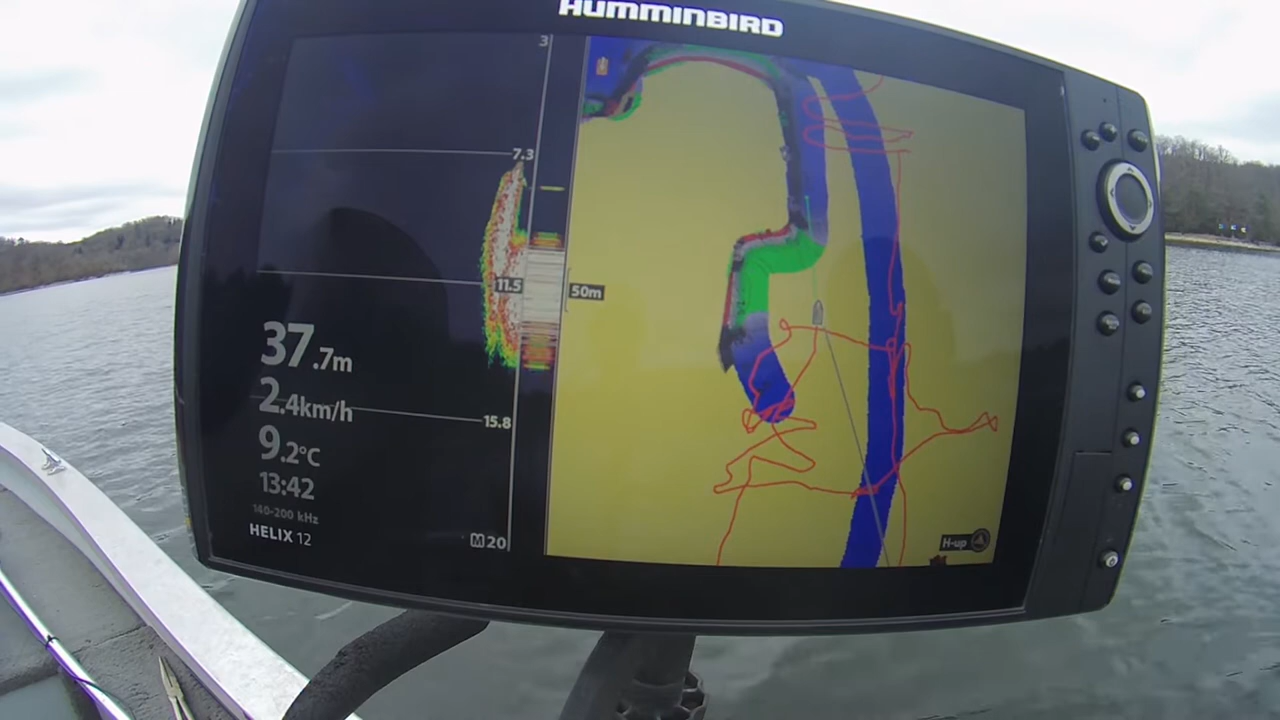 HUMMINBIRD
3
7.3
11.5
50m
15.8
37.7m
2.4km/h
9.2°C
13:42
140-200 kHz
HELIX 12
M 20
H-up